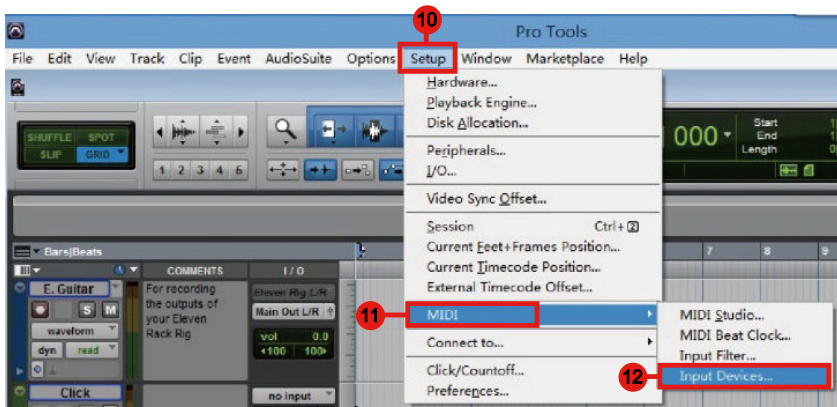 10
Pro Tools
File Edit View Track Clip Event AudioSuite Options Setup Window Marketplace Help
Hardware...
Playback Engine...
Disk Allocation...
Peripherals...
I/O...
Video Sync Offset...
Session Ctrl+2
Current Feet+Frames Position...
Current Timecode Position...
External Timecode Offset...
11
MIDI
Connect to...
Click/Countoff...
Preferences...
MIDI Studio...
MIDI Beat Clock...
Input Filter...
12
Input Devices...
SHUFFLE SPOT
SLIP GRID
1 2 3 4 5
000
Start
End
Length
Bars|Beats
7 8 9
COMMENTS I/O
E. Guitar
S M
waveform
dyn read
For recording
the outputs of
your Eleven
Rack Rig
Eleven Rig L/R
Main Out L/R
vol 0.0
100 100
Click
no input